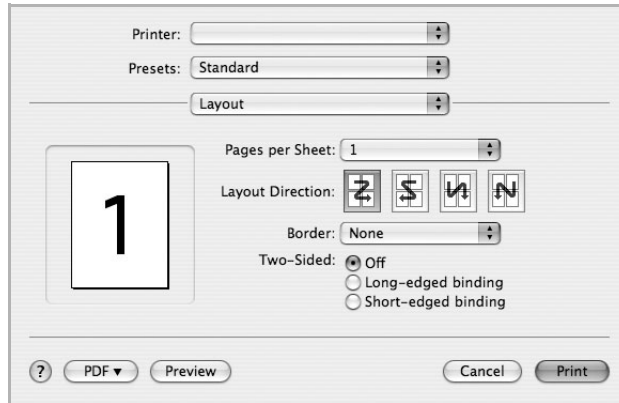 Printer:
Presets: Standard
Layout
Pages per Sheet: 1
Layout Direction:
Border: None
Two-Sided: Off
Long-edged binding
Short-edged binding
1
? PDF▼ Preview Cancel Print